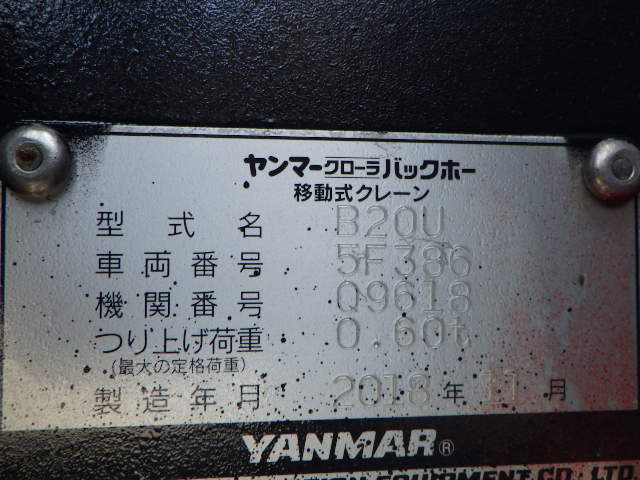 ヤンマークローラバックホー
移動式クレーン
型式名 B20U
車両番号 5F386
機関番号 09618
つり上げ荷重 0.60t
(最大の定格荷重)
製造年月 2018年 11月
YANMAR®
EQUIPMENT CO., LTD.